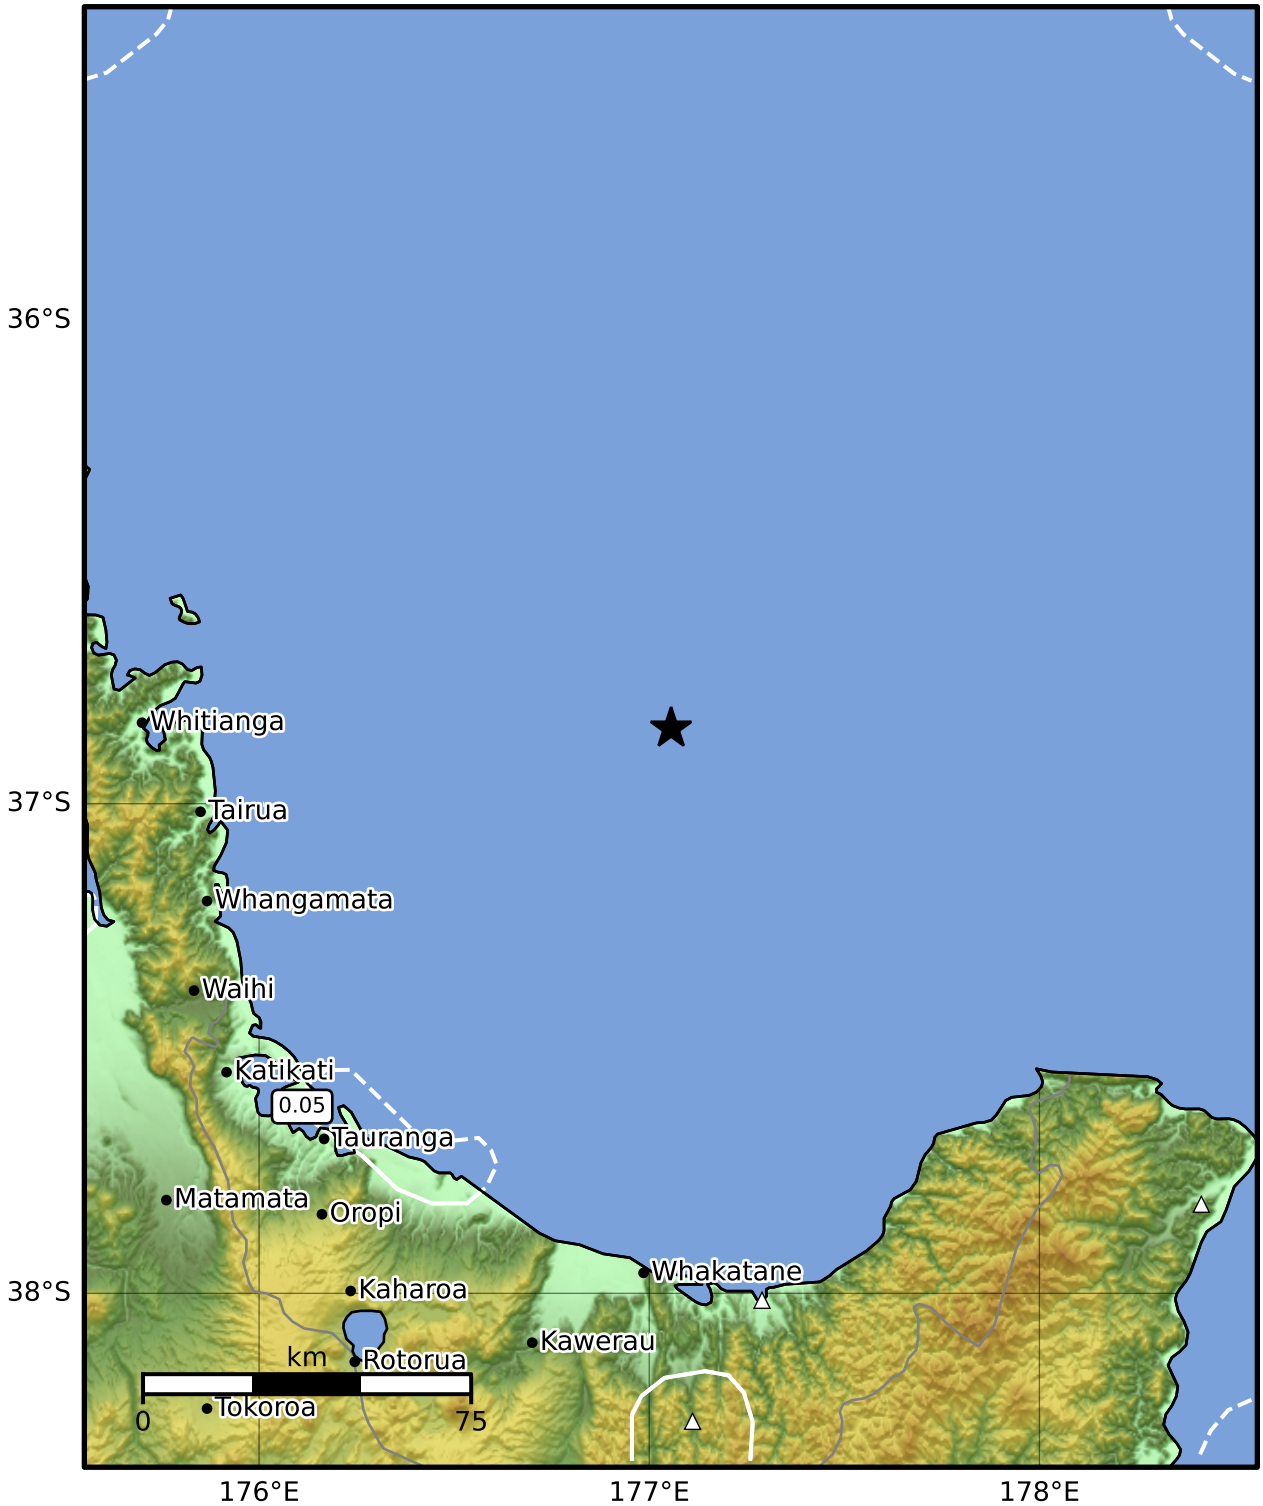 36°S
Whitianga
37°S
Tairua
Whangamata
Waihi
Katikati
0.05
Tauranga
Matamata
Oropi
Whakatane
38°S
Kaharoa
Kawerau
km
Rotorua
Tokoroa
0
75
176°E
177°E
178°E